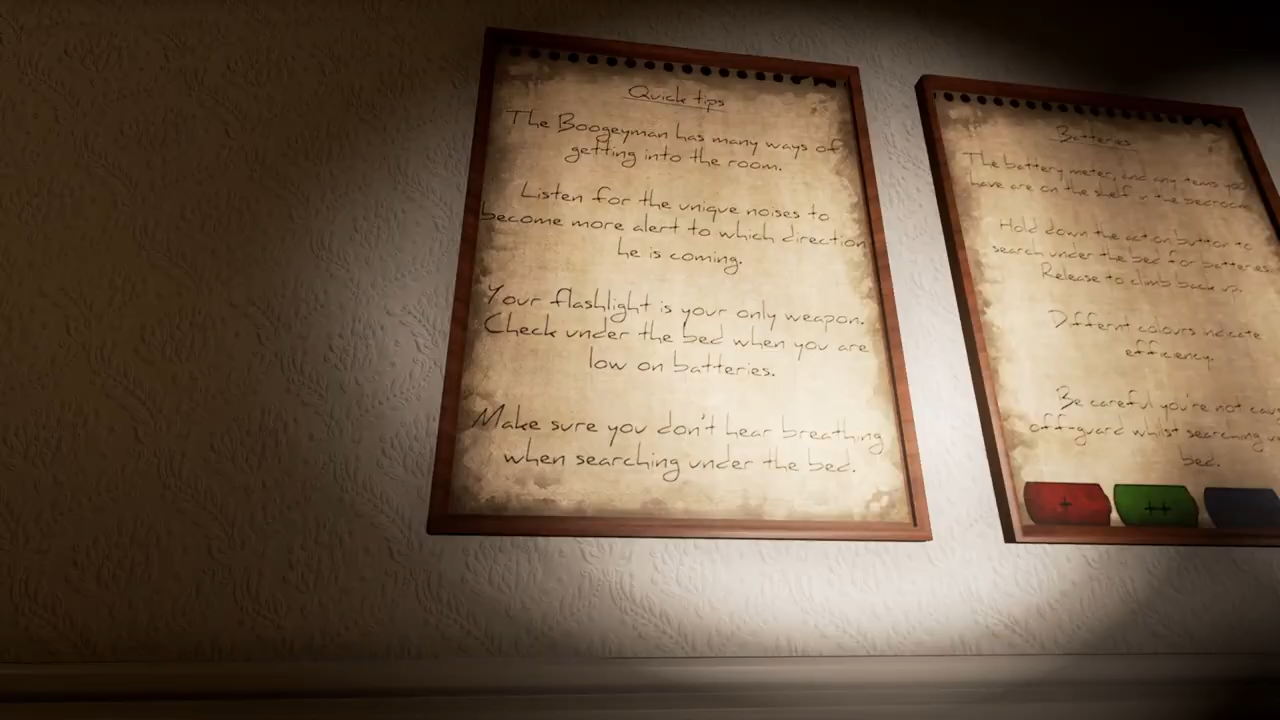 Quick tips
The Boogeyman has many ways of
getting into the room.
Listen for the unique noises to
become more alert to which direction
he is coming.
Your flashlight is your only weapon.
Check under the bed when you are
low on batteries.
Make sure you don't hear breathing
when searching under the bed.
Batteries
The battery meter, and any items you
have are on the shelf in the bedroom.
Hold down the action button to
search under the bed for batteries.
Release to climb back up.
Differnt colours indicate
efficiency.
Be careful you're not
off-guard whilst searching
bed.
+ ++